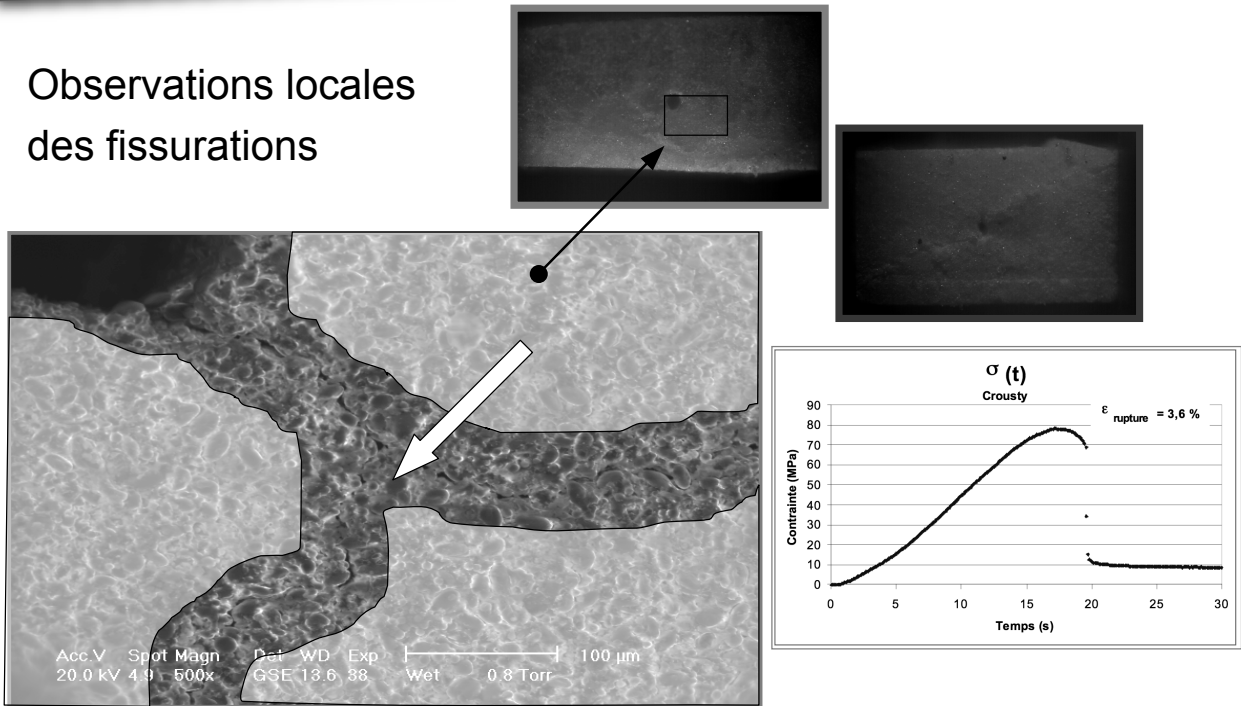 Observations locales
des fissurations
Acc.V Spot Magn Det WD Exp 100 µm
20.0 kV 4.9 500x GSE 13.6 38 Wet 0.8 Torr
σ (t)
Crousty
ε rupture = 3,6 %
Contrainte (MPa)
90
80
70
60
50
40
30
20
10
0
0 5 10 15 20 25 30
Temps (s)